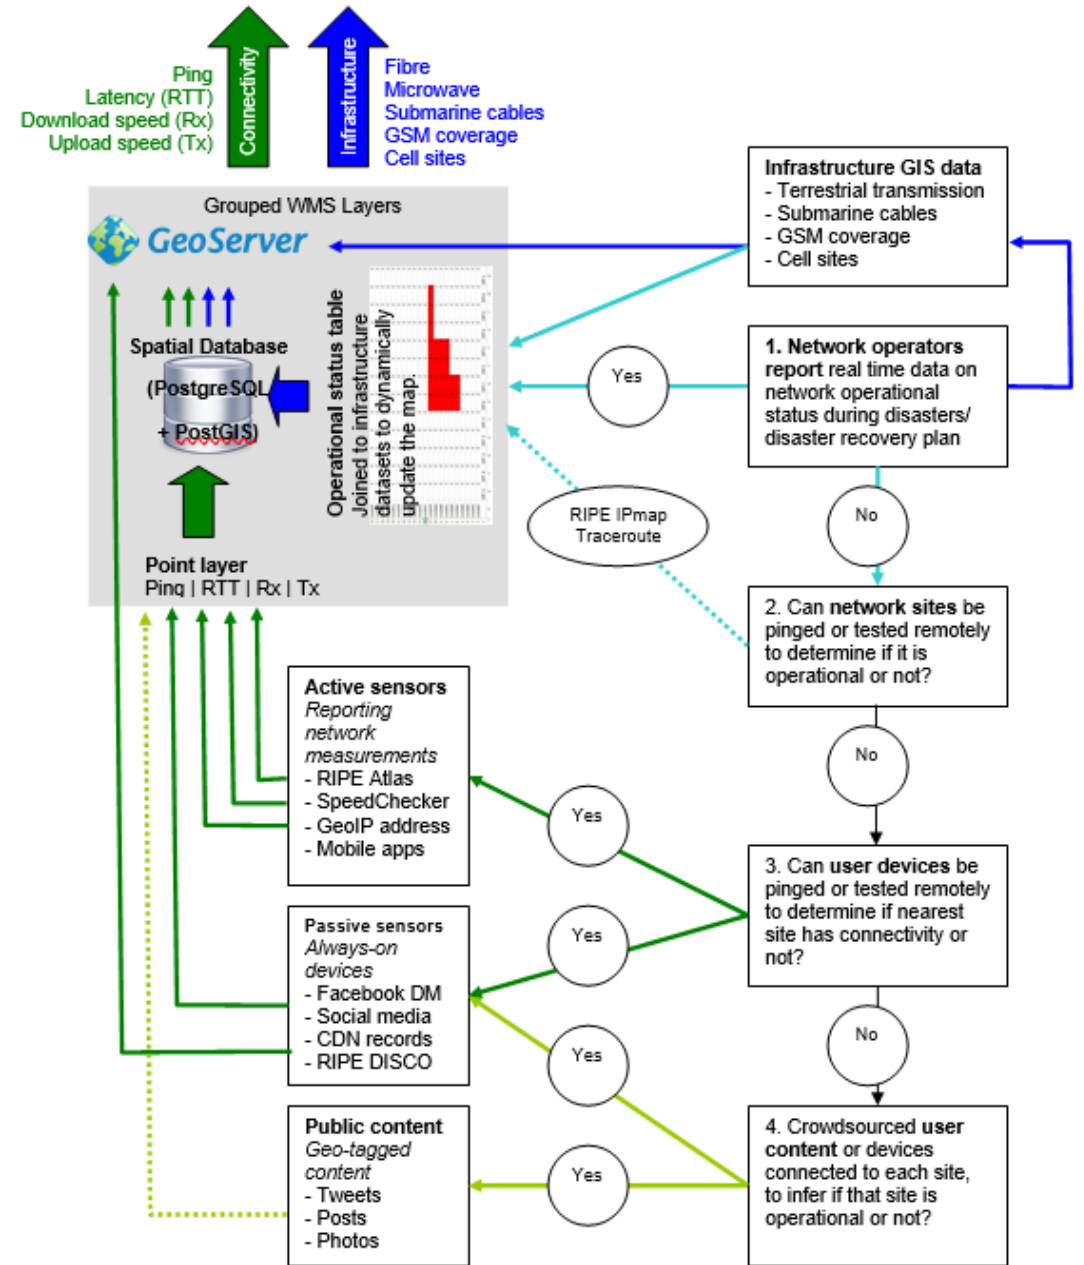 Connectivity
Infrastructure
Ping
Latency (RTT)
Download speed (Rx)
Upload speed (Tx)
Fibre
Microwave
Submarine cables
GSM coverage
Cell sites
Grouped WMS Layers
GeoServer
Spatial Database
(PostgreSQL
+ PostGIS)
Operational status table
Joined to infrastructure
datasets to dynamically
update the map.
Point layer
Ping | RTT | Rx | Tx
Infrastructure GIS data
- Terrestrial transmission
- Submarine cables
- GSM coverage
- Cell sites
1. Network operators
report real time data on
network operational
status during disasters/
disaster recovery plan
Yes
No
RIPE IPmap
Traceroute
2. Can network sites be
pinged or tested remotely
to determine if it is
operational or not?
No
Active sensors
Reporting
network
measurements
- RIPE Atlas
- SpeedChecker
- GeoIP address
- Mobile apps
Yes
3. Can user devices be
pinged or tested remotely
to determine if nearest
site has connectivity or
not?
Passive sensors
Always-on
devices
- Facebook DM
- Social media
- CDN records
- RIPE DISCO
Yes
Yes
No
Public content
Geo-tagged
content
- Tweets
- Posts
- Photos
Yes
4. Crowdsourced user
content or devices
connected to each site,
to infer if that site is
operational or not?